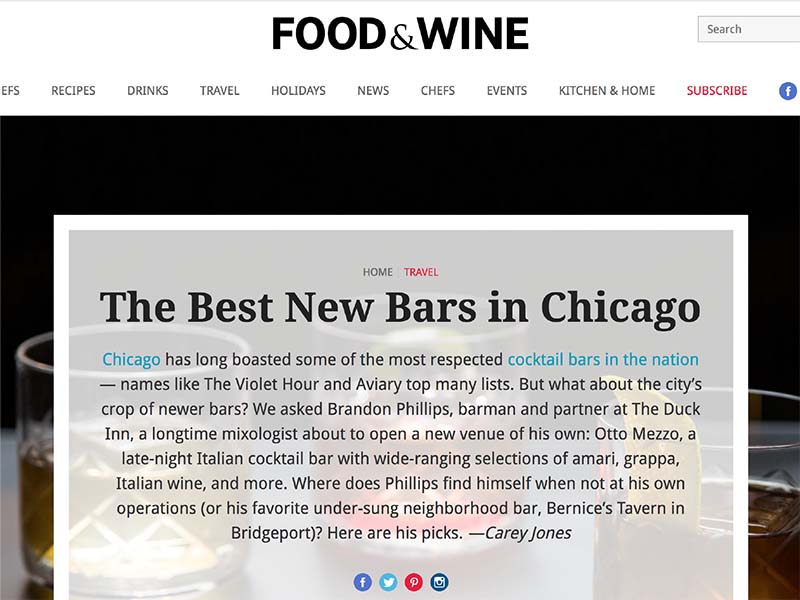 FOOD&WINE
Search
EFS RECIPES DRINKS TRAVEL HOLIDAYS NEWS CHEFS EVENTS KITCHEN & HOME SUBSCRIBE
HOME | TRAVEL
The Best New Bars in Chicago
Chicago has long boasted some of the most respected cocktail bars in the nation
— names like The Violet Hour and Aviary top many lists. But what about the city's
crop of newer bars? We asked Brandon Phillips, barman and partner at The Duck
Inn, a longtime mixologist about to open a new venue of his own: Otto Mezzo, a
late-night Italian cocktail bar with wide-ranging selections of amari, grappa,
Italian wine, and more. Where does Phillips find himself when not at his own
operations (or his favorite under-sung neighborhood bar, Bernice's Tavern in
Bridgeport)? Here are his picks. —Carey Jones